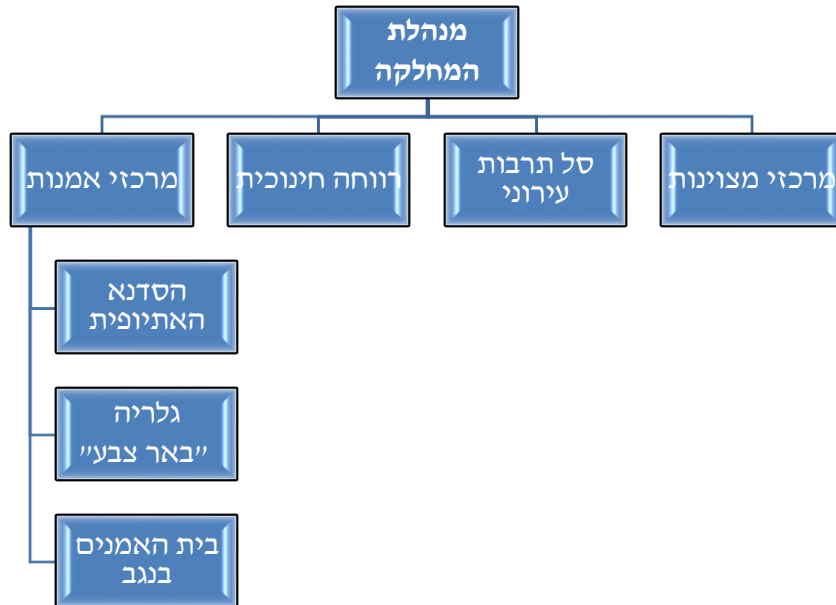 מנהלת
המחלקה
מרכזי מצוינות
סל תרבות
עירוני
רווחה חינוכית
מרכזי אמנות
הסדנא
האתיופית
גלריה
"באר צבע"
בית האמנים
בנגב